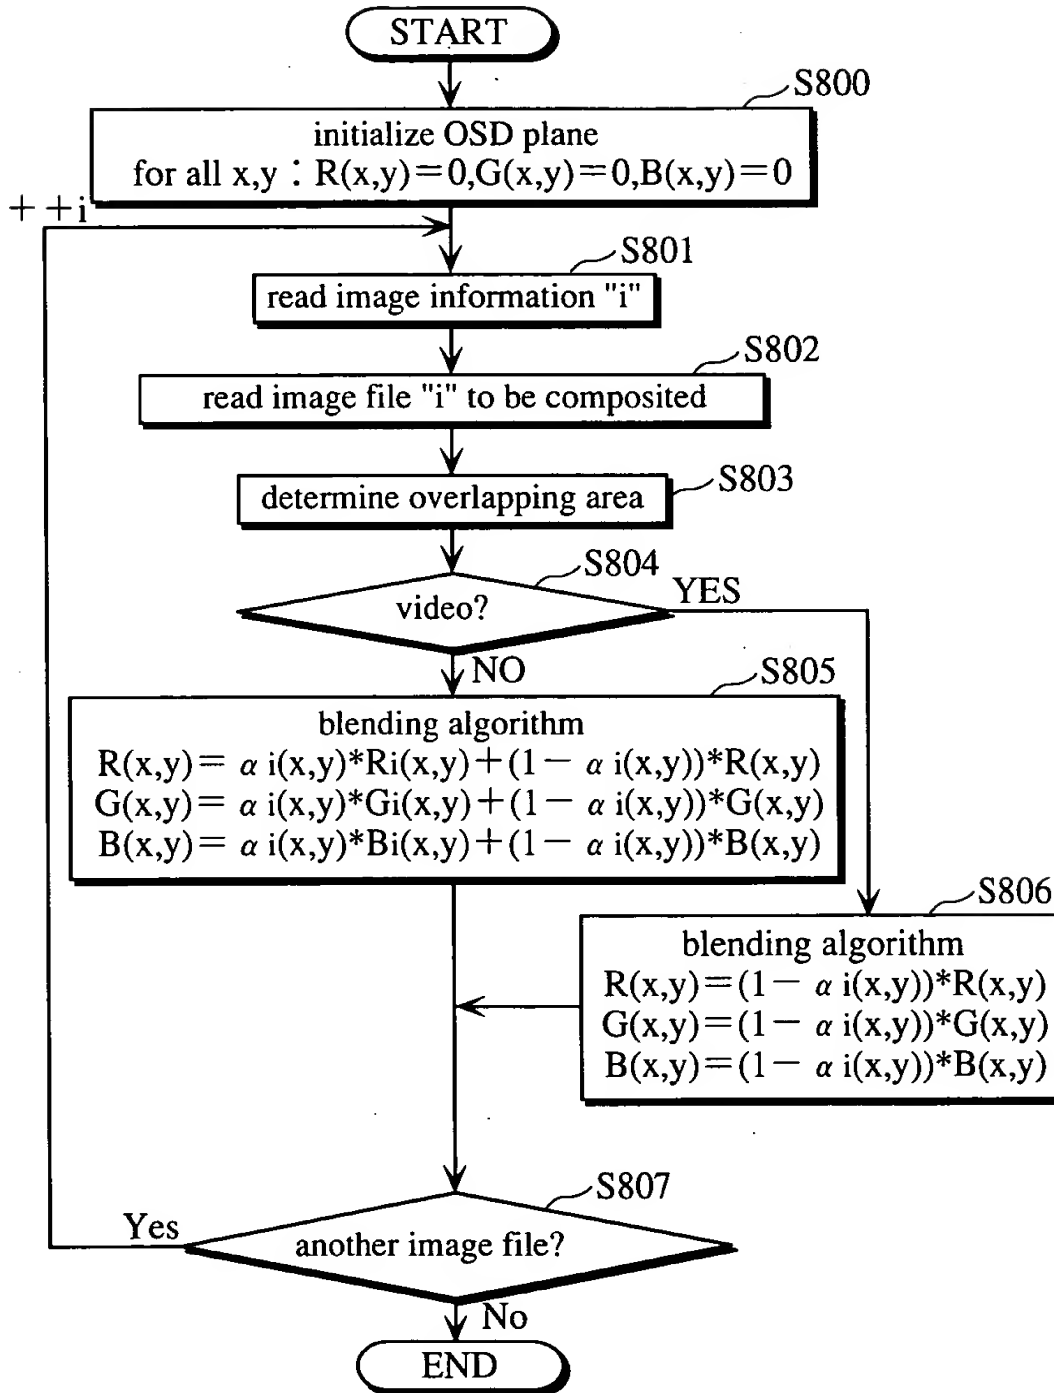 START
S800
initialize OSD plane
for all x,y : R(x,y)=0,G(x,y)=0,B(x,y)=0
++i
S801
read image information "i"
S802
read image file "i" to be composited
S803
determine overlapping area
S804
video?
YES
NO
S805
blending algorithm
R(x,y)= α i(x,y)*Ri(x,y)+(1- α i(x,y))*R(x,y)
G(x,y)= α i(x,y)*Gi(x,y)+(1- α i(x,y))*G(x,y)
B(x,y)= α i(x,y)*Bi(x,y)+(1- α i(x,y))*B(x,y)
S806
blending algorithm
R(x,y)=(1- α i(x,y))*R(x,y)
G(x,y)=(1- α i(x,y))*G(x,y)
B(x,y)=(1- α i(x,y))*B(x,y)
S807
Yes
another image file?
No
END